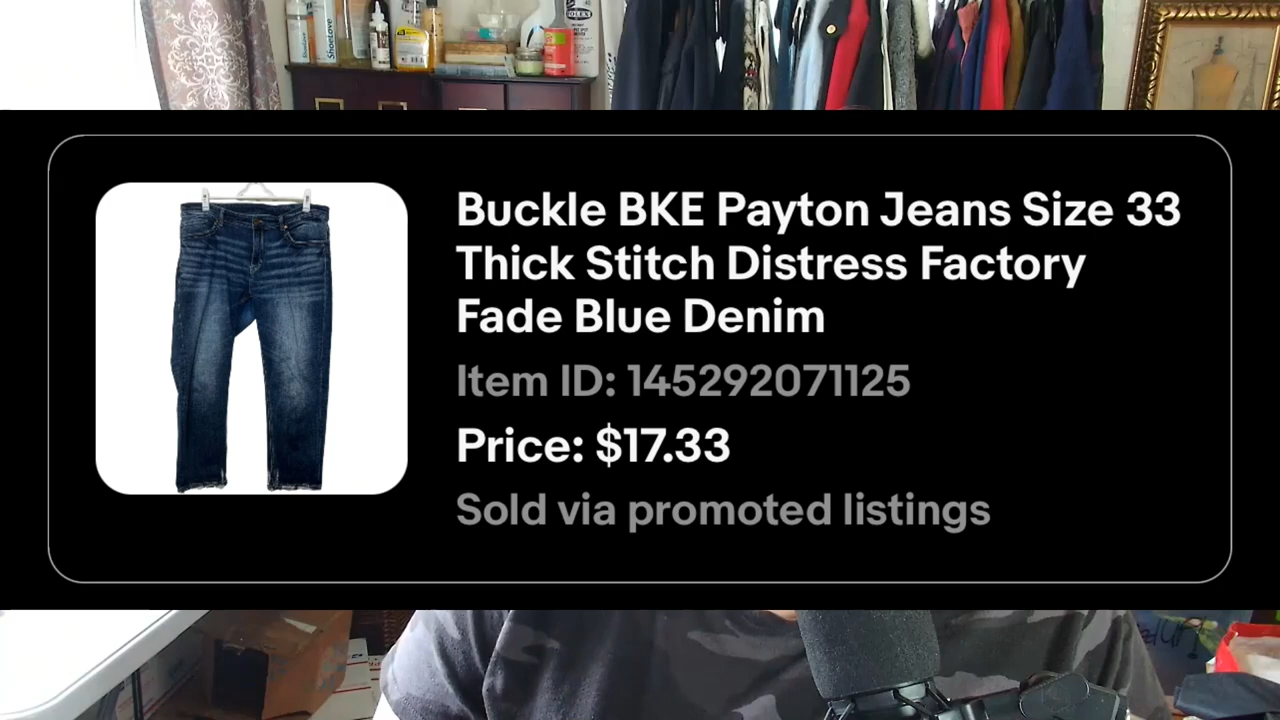 ShoeLove
Buckle BKE Payton Jeans Size 33
Thick Stitch Distress Factory
Fade Blue Denim
Item ID: 145292071125
Price: $17.33
Sold via promoted listings